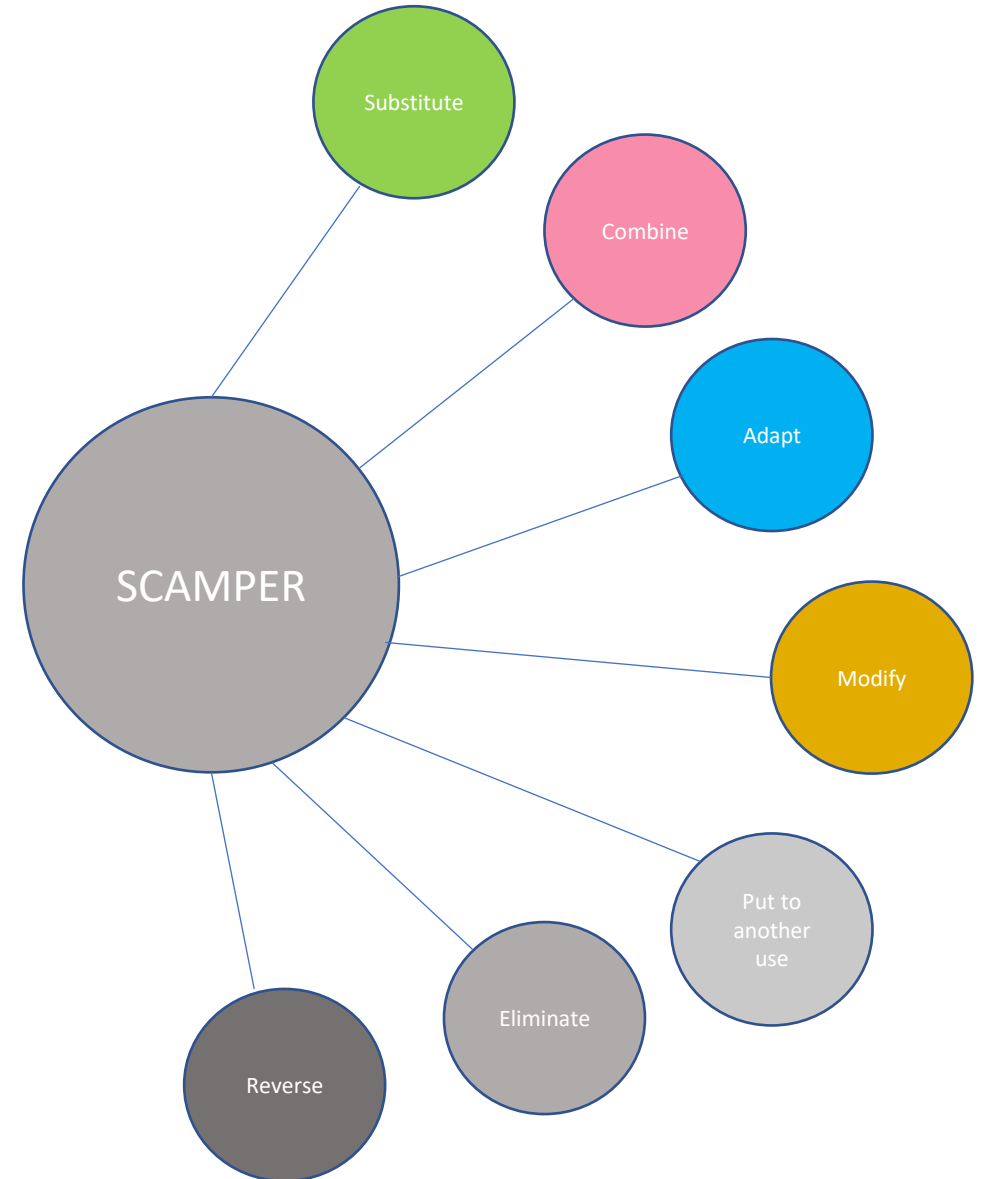 Substitute
Combine
Adapt
SCAMPER
Modify
Put to
another
use
Eliminate
Reverse